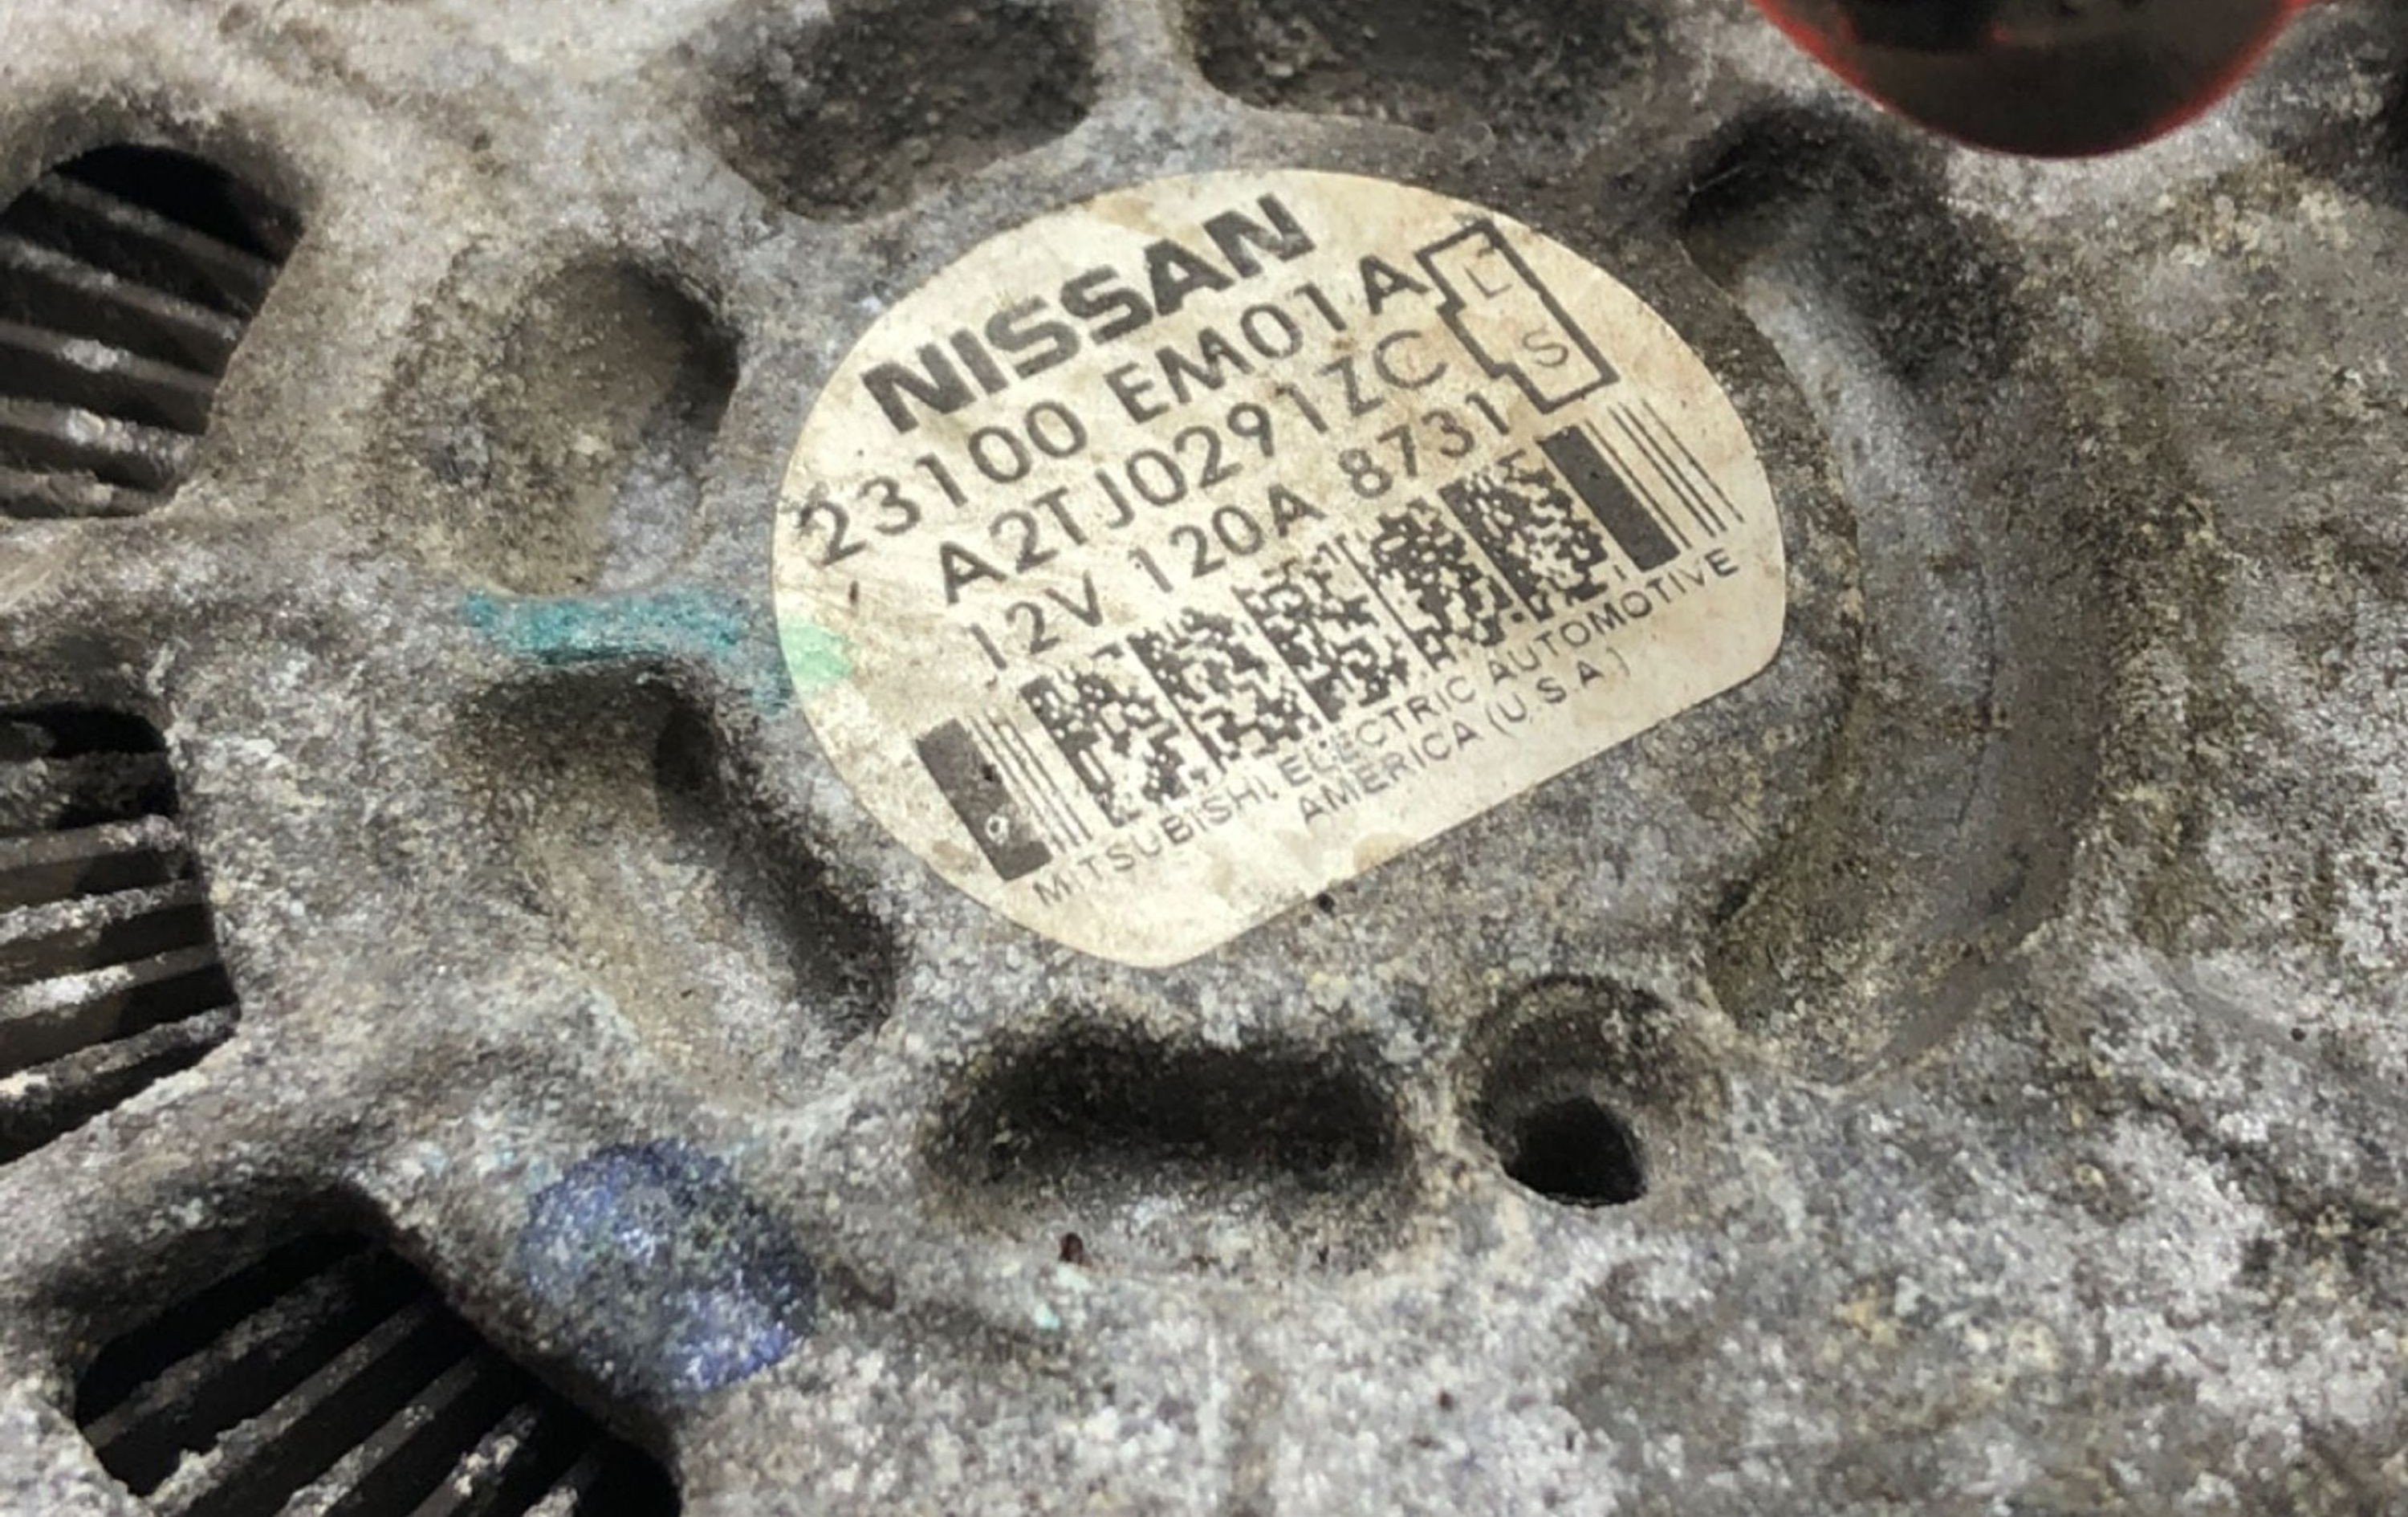 NISSAN
23100 EM01A
A2TJ0291ZC
12V 120A 8731
L
S
MITSUBISHI ELECTRIC AUTOMOTIVE
AMERICA (U.S.A.)